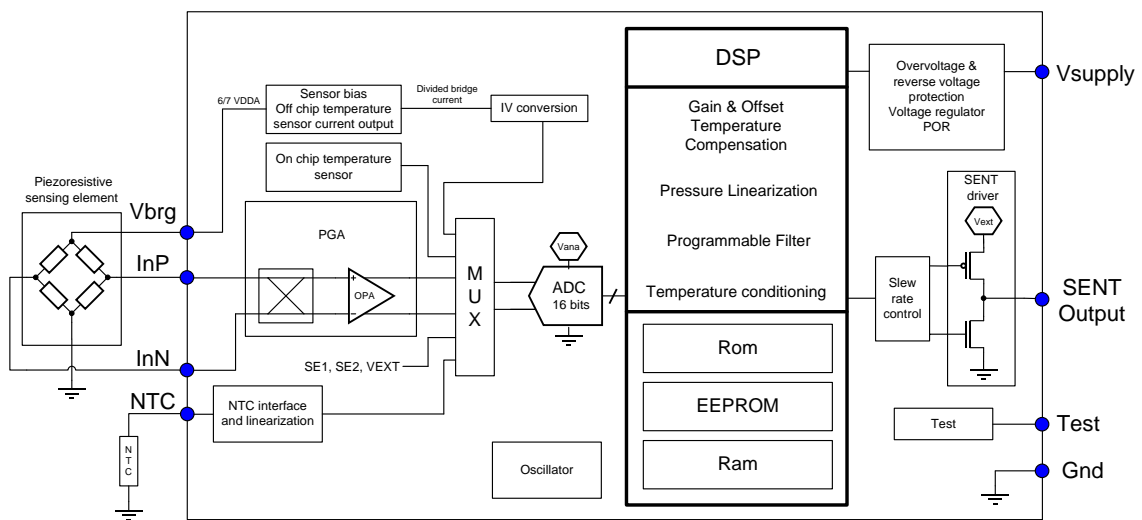 Piezoresistive
sensing element
Vbrg
InP
InN
NTC
N
T
C
6/7 VDDA
Sensor bias
Off chip temperature
sensor current output
Divided bridge
current
IV conversion
On chip temperature
sensor
PGA
OPA
+
−
SE1, SE2, VEXT
NTC interface
and linearization
M
U
X
Vana
ADC
16 bits
Oscillator
DSP
Gain & Offset
Temperature
Compensation
Pressure Linearization
Programmable Filter
Temperature conditioning
Rom
EEPROM
Ram
Overvoltage &
reverse voltage
protection
Voltage regulator
POR
Vsupply
SENT
driver
Vext
Slew
rate
control
SENT
Output
Test
Test
Gnd